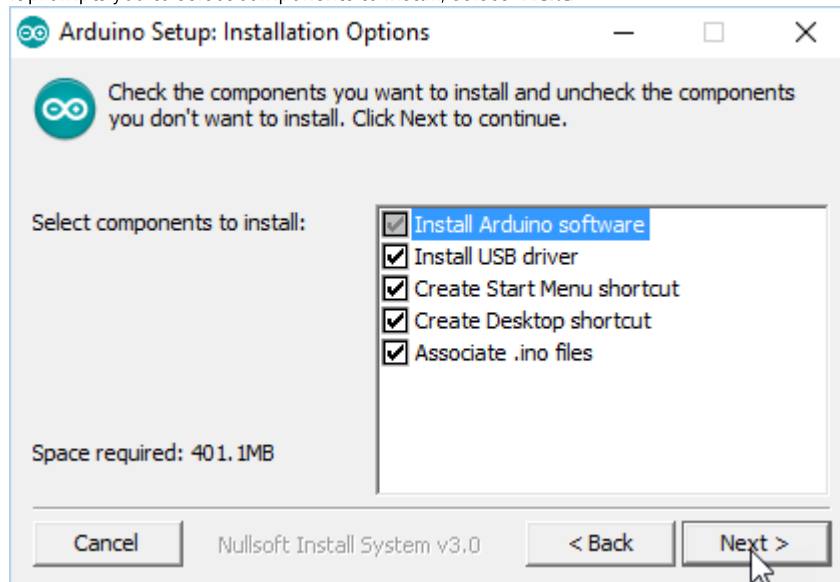 Arduino Setup: Installation Options
Check the components you want to install and uncheck the components
you don't want to install. Click Next to continue.
Select components to install:
Install Arduino software
Install USB driver
Create Start Menu shortcut
Create Desktop shortcut
Associate .ino files
Space required: 401.1MB
Cancel
Nullsoft Install System v3.0
< Back
Next >